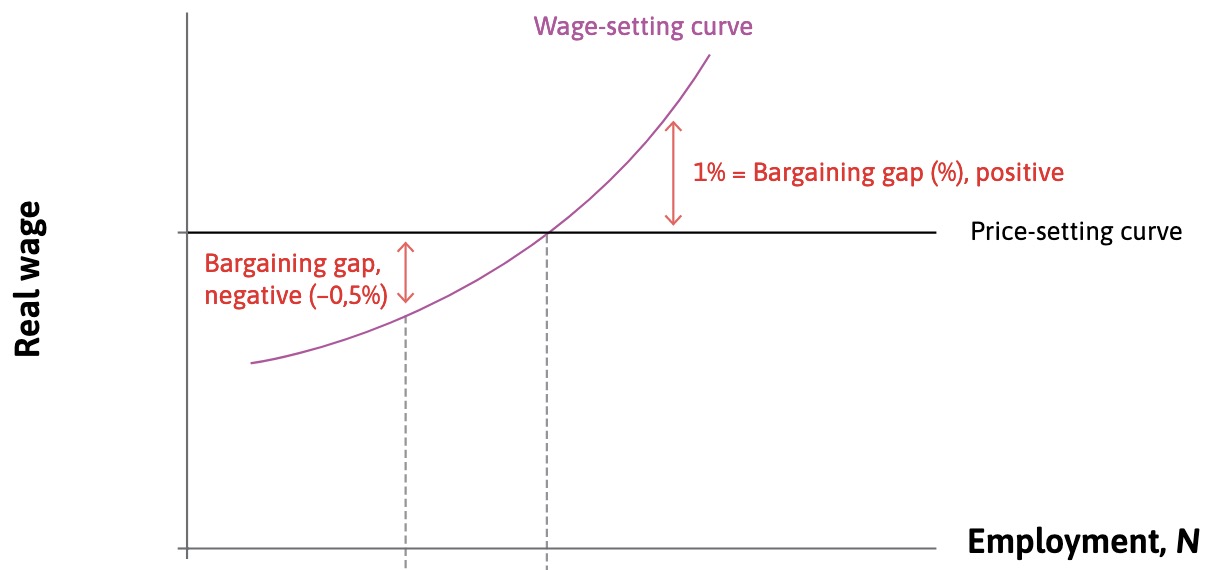 Wage-setting curve
1% = Bargaining gap (%), positive
Price-setting curve
Bargaining gap,
negative (–0,5%)
Real wage
Employment, N